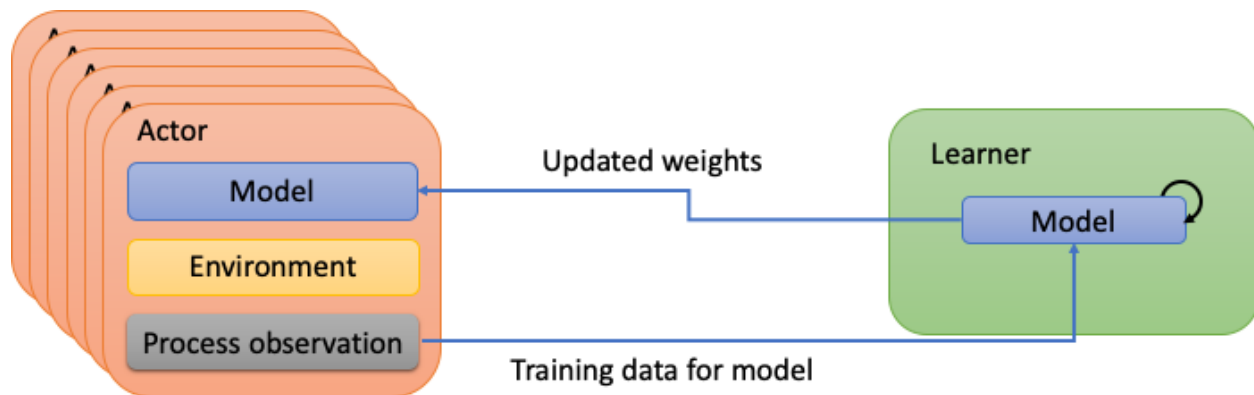 Actor
Model
Environment
Process observation
Updated weights
Training data for model
Learner
Model